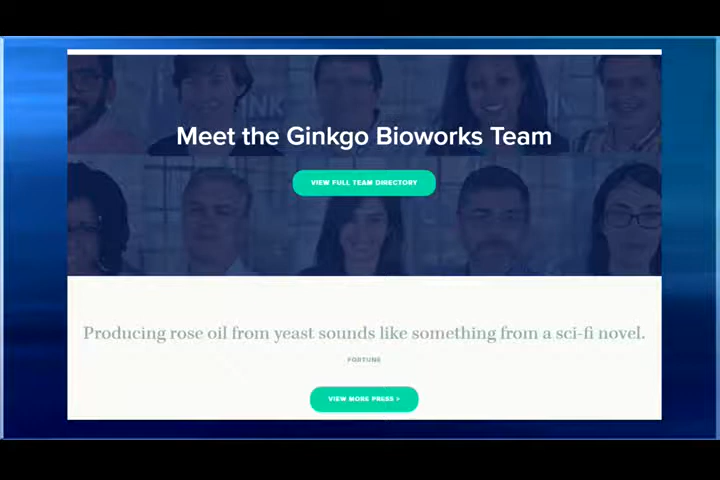 Meet the Ginkgo Bioworks Team
VIEW FULL TEAM DIRECTORY
Producing rose oil from yeast sounds like something from a sci-fi novel.
FORTUNE
VIEW MORE PRESS >